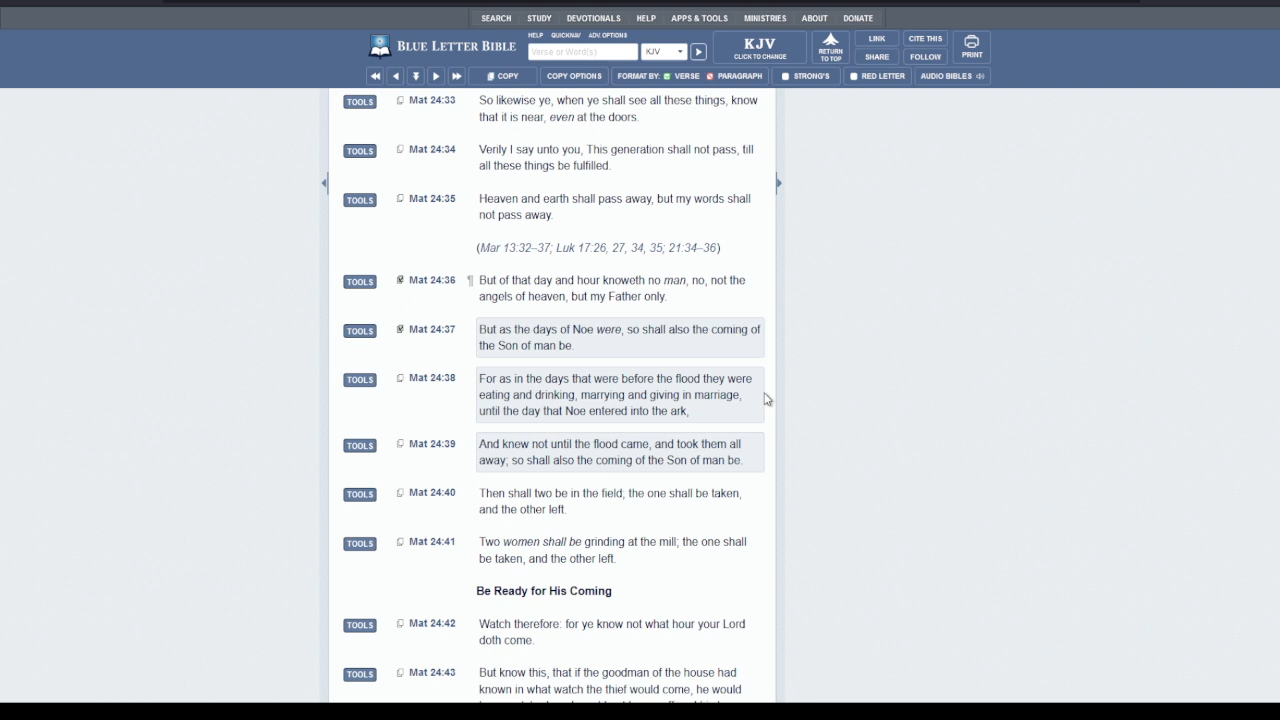 SEARCH STUDY DEVOTIONALS HELP APPS & TOOLS MINISTRIES ABOUT DONATE
BLUE LETTER BIBLE
HELP QUICKNAV ADV. OPTIONS
Verse or Word(s) KJV
KJV
CLICK TO CHANGE
RETURN
TO TOP
LINK CITE THIS
SHARE FOLLOW
PRINT
COPY COPY OPTIONS FORMAT BY: VERSE PARAGRAPH STRONG'S RED LETTER AUDIO BIBLES
TOOLS Mat 24:33 So likewise ye, when ye shall see all these things, know
that it is near, even at the doors.
TOOLS Mat 24:34 Verily I say unto you, This generation shall not pass, till
all these things be fulfilled.
TOOLS Mat 24:35 Heaven and earth shall pass away, but my words shall
not pass away.
(Mar 13:32–37; Luk 17:26, 27, 34, 35; 21:34–36)
TOOLS Mat 24:36 ¶ But of that day and hour knoweth no man, no, not the
angels of heaven, but my Father only.
TOOLS Mat 24:37 But as the days of Noe were, so shall also the coming of
the Son of man be.
TOOLS Mat 24:38 For as in the days that were before the flood they were
eating and drinking, marrying and giving in marriage,
until the day that Noe entered into the ark,
TOOLS Mat 24:39 And knew not until the flood came, and took them all
away; so shall also the coming of the Son of man be.
TOOLS Mat 24:40 Then shall two be in the field; the one shall be taken,
and the other left.
TOOLS Mat 24:41 Two women shall be grinding at the mill; the one shall
be taken, and the other left.
Be Ready for His Coming
TOOLS Mat 24:42 Watch therefore: for ye know not what hour your Lord
doth come.
TOOLS Mat 24:43 But know this, that if the goodman of the house had
known in what watch the thief would come, he would